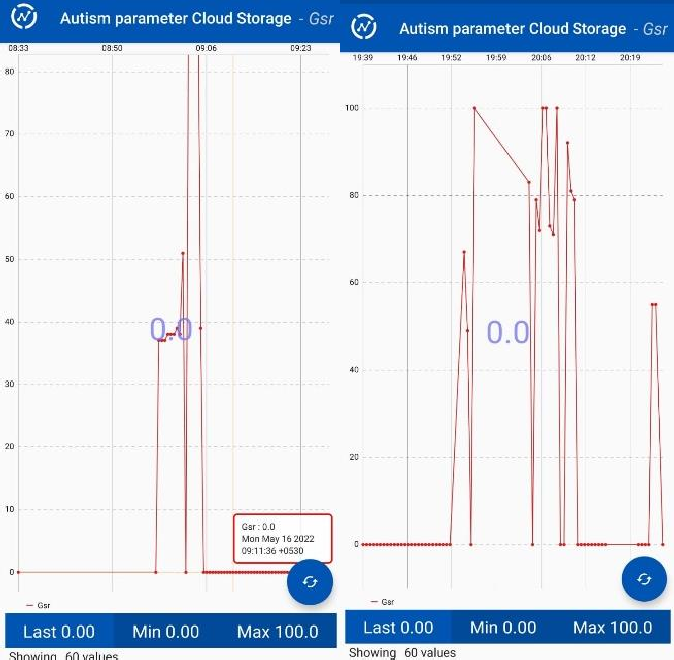 Autism parameter Cloud Storage - Gsr
08:33 08:50 09:06 09:23
80
70
60
50
40
0.0
30
20
10
Gsr : 0.0
Mon May 16 2022
09:11:36 +0530
0
Gsr
Last 0.00 Min 0.00 Max 100.0
Showing 60 values
Autism parameter Cloud Storage - Gsr
19:39 19:46 19:52 19:59 20:06 20:12 20:19
100
80
60
0.0
40
20
0
Gsr
Last 0.00 Min 0.00 Max 100.0
Showing 60 values